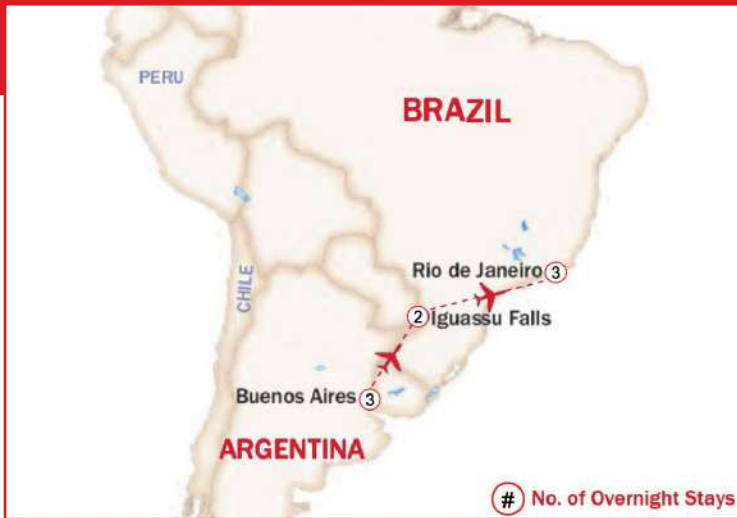 PERU
BRAZIL
CHILE
Rio de Janeiro 3
2 Iguassu Falls
Buenos Aires 3
ARGENTINA
# No. of Overnight Stays